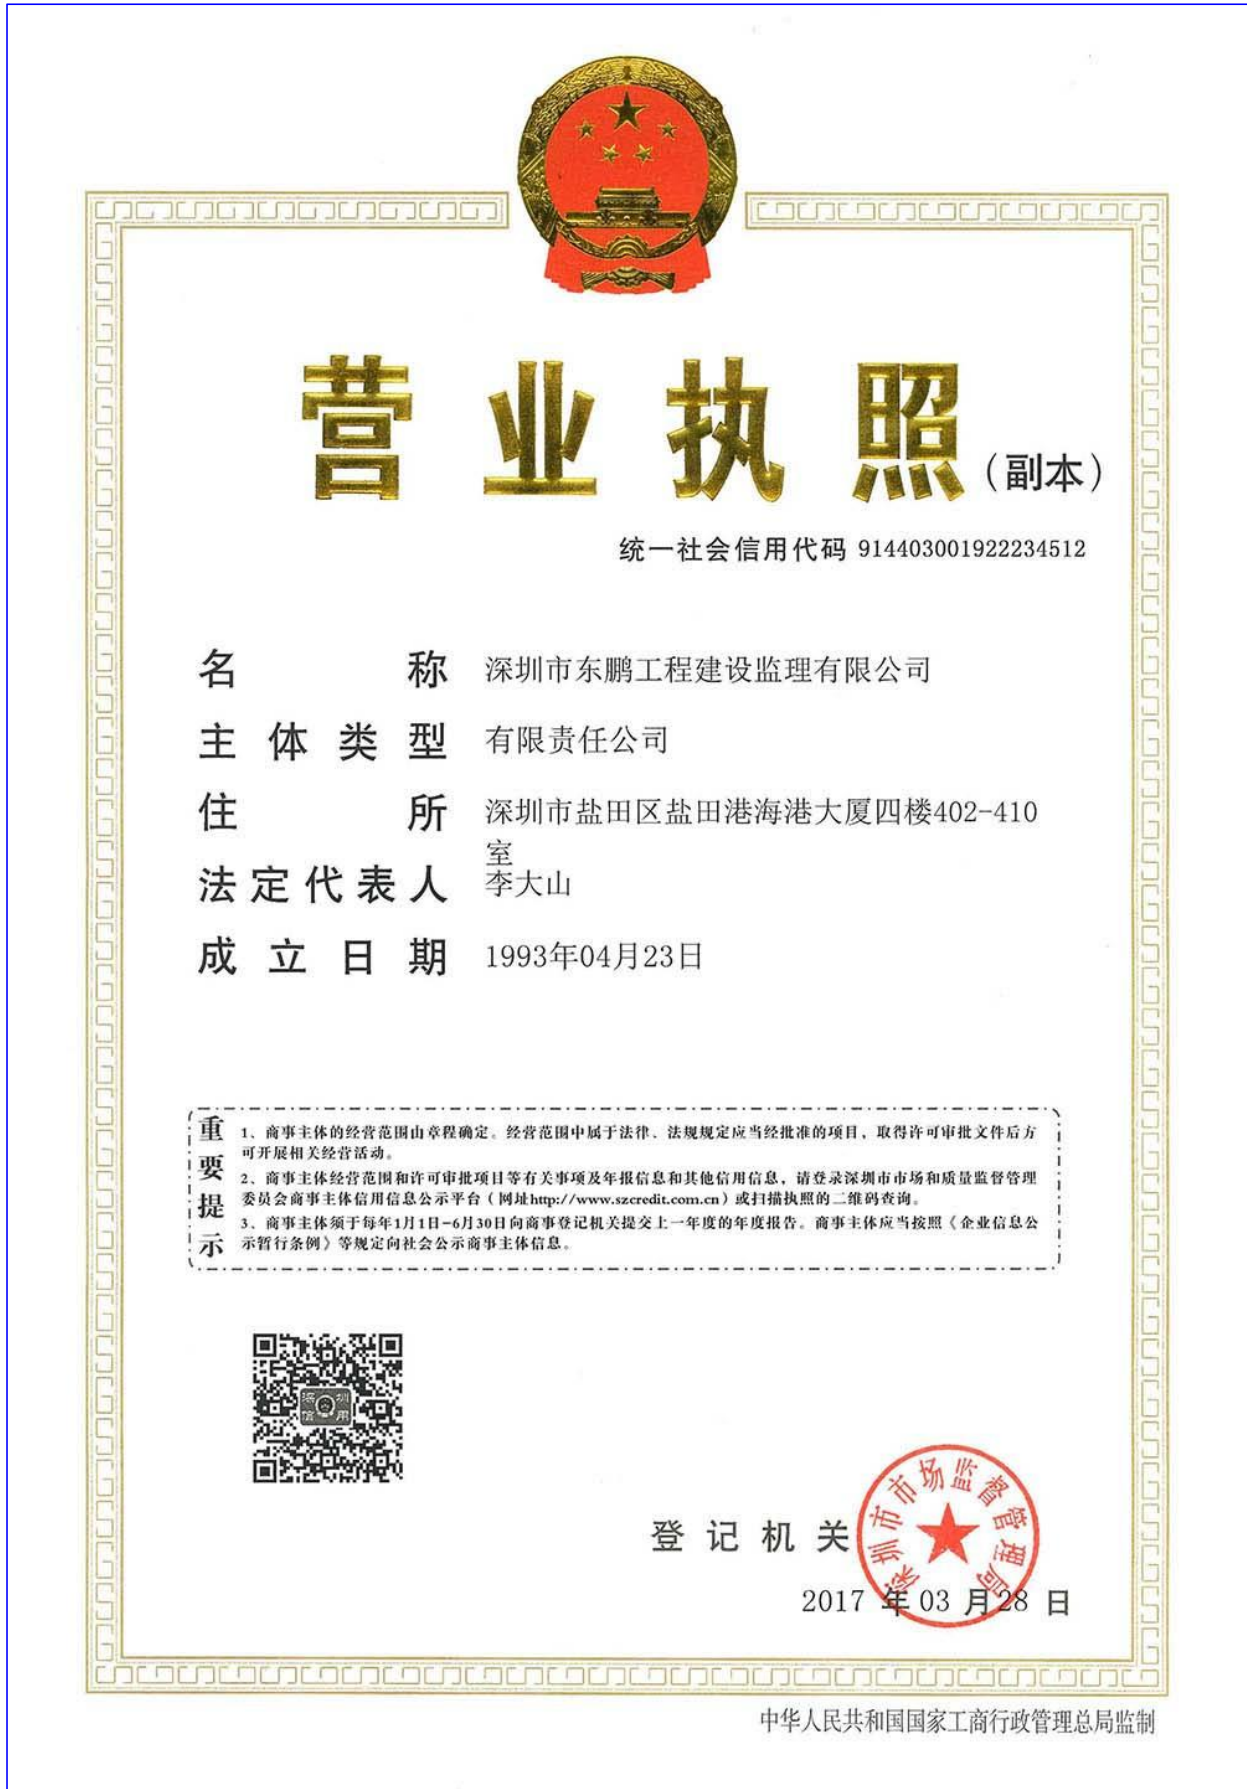 营业执照（副本）
统一社会信用代码 914403001922234512
名称 深圳市东鹏工程建设监理有限公司
主体类型 有限责任公司
住所 深圳市盐田区盐田港海港大厦四楼402-410
室
法定代表人 李大山
成立日期 1993年04月23日
重要提示
1、商事主体的经营范围由章程确定。经营范围中属于法律、法规规定应当经批准的项目，取得许可审批文件后方
可开展相关经营活动。
2、商事主体经营范围和许可审批项目等有关事项及年报信息和其他信用信息，请登录深圳市市场和质量监督管理
委员会商事主体信用信息公示平台（网址http://www.szcredit.com.cn）或扫描执照的二维码查询。
3、商事主体须于每年1月1日-6月30日向商事登记机关提交上一年度的年度报告。商事主体应当按照《企业信息公
示暂行条例》等规定向社会公示商事主体信息。
深圳
信用
登记机关
深圳市市场监督管理局
2017 年 03 月 28 日
中华人民共和国国家工商行政管理总局监制